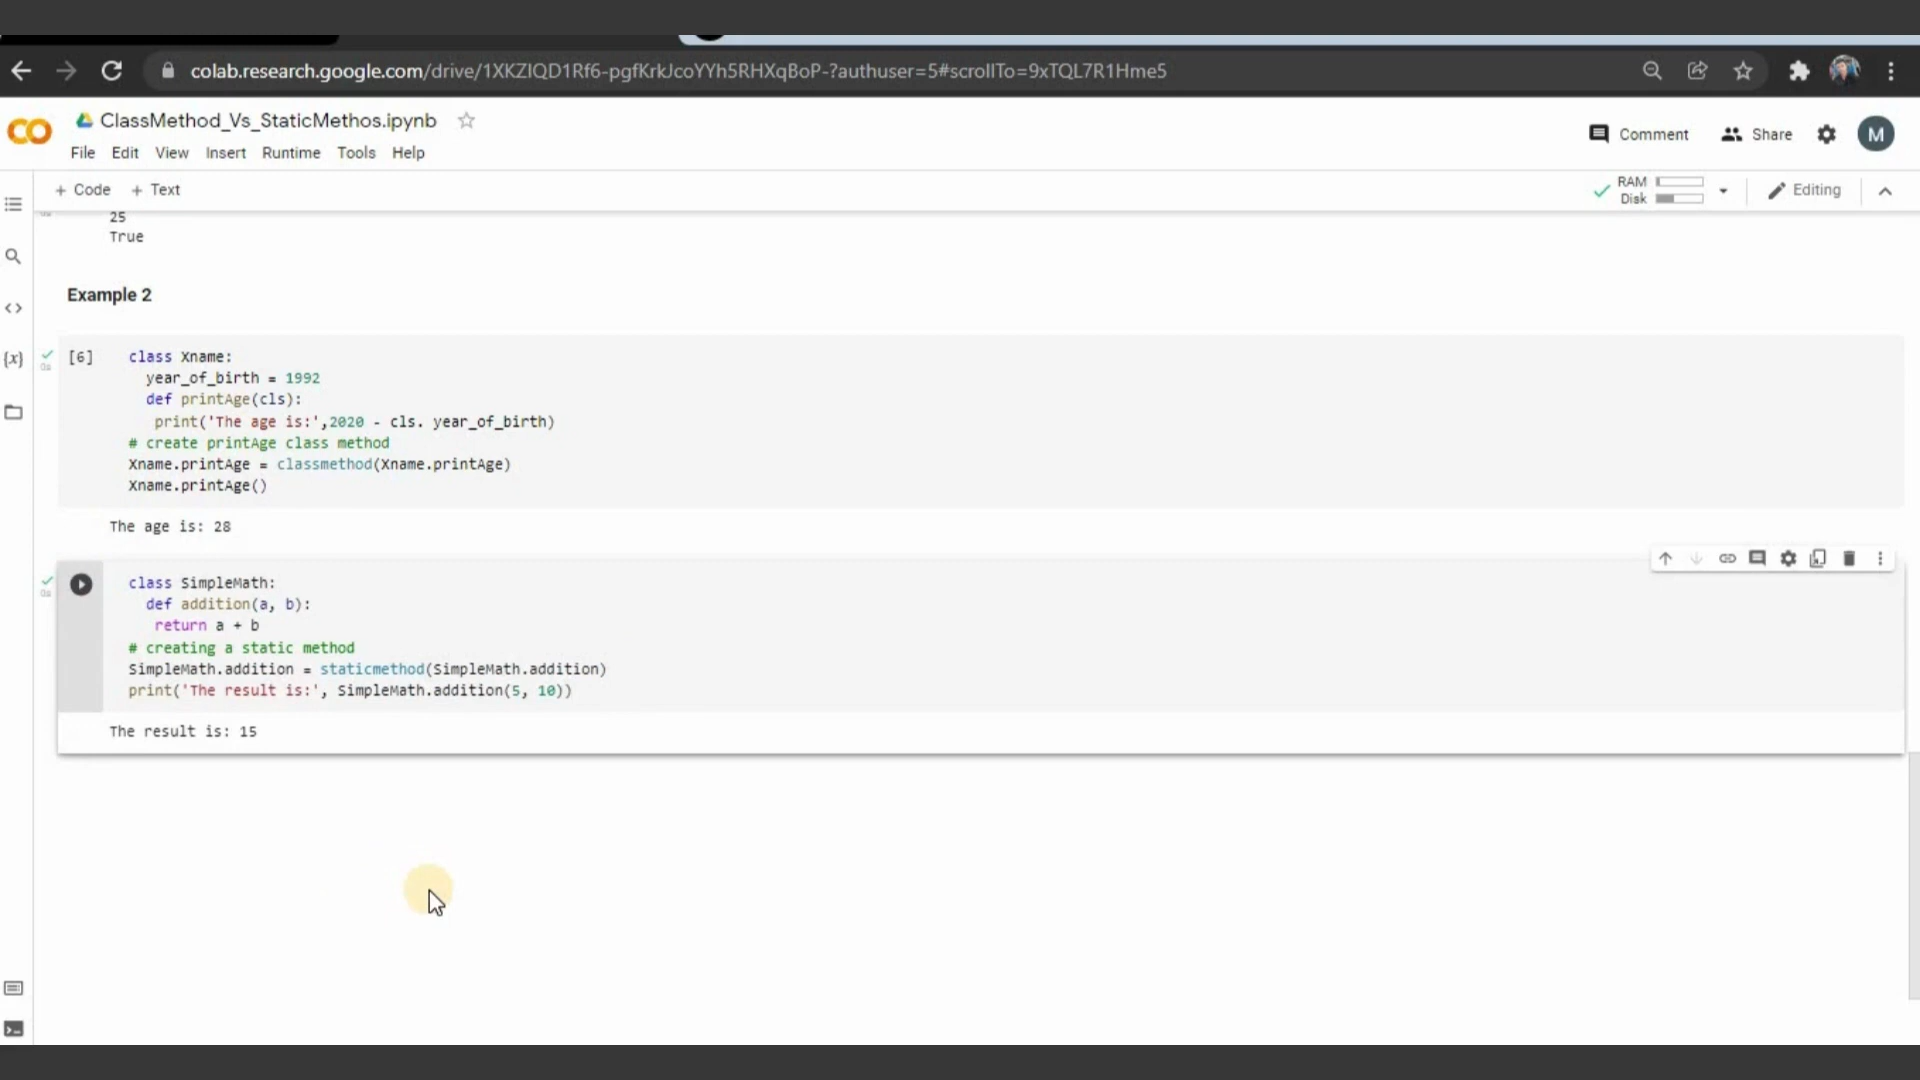 colab.research.google.com/drive/1XKZIQD1Rf6-pgfKrkJcoYYh5RHXqBoP-?authuser=5#scrollTo=9xTQL7R1Hme5
ClassMethod_Vs_StaticMethos.ipynb
Comment
Share
M
File Edit View Insert Runtime Tools Help
+ Code + Text
RAM
Disk
Editing
25
True
Example 2
[6]
class Xname:
year_of_birth = 1992
def printAge(cls):
print('The age is:',2020 - cls. year_of_birth)
# create printAge class method
Xname.printAge = classmethod(Xname.printAge)
Xname.printAge()
The age is: 28
class SimpleMath:
def addition(a, b):
return a + b
# creating a static method
SimpleMath.addition = staticmethod(SimpleMath.addition)
print('The result is:', SimpleMath.addition(5, 10))
The result is: 15